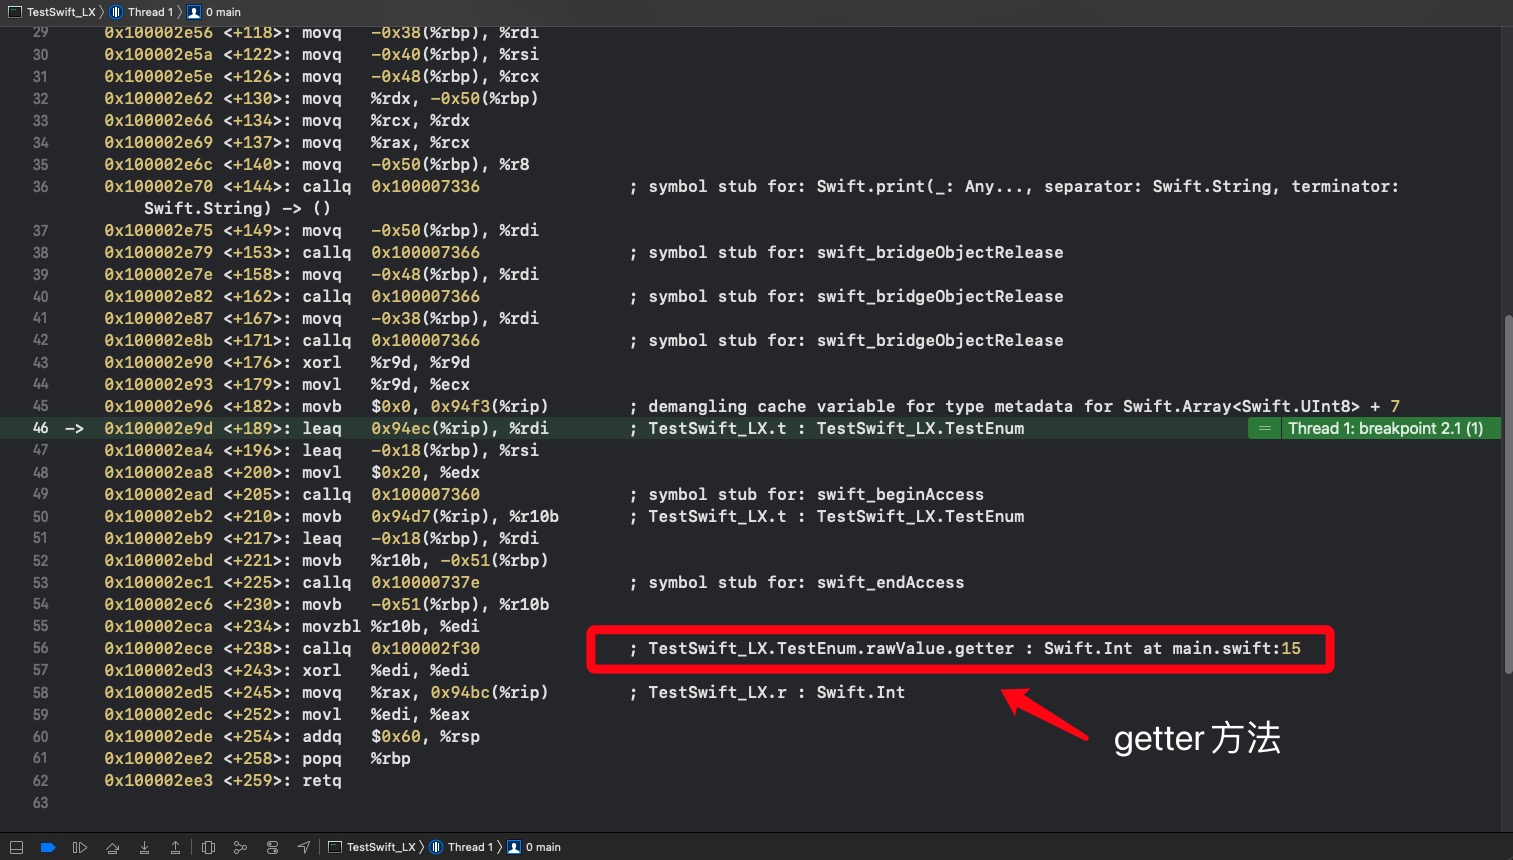 TestSwift_LX 〉 Thread 1 〉 0 main
29 0x100002e56 <+118>: movq -0x38(%rbp), %rdi
30 0x100002e5a <+122>: movq -0x40(%rbp), %rsi
31 0x100002e5e <+126>: movq -0x48(%rbp), %rcx
32 0x100002e62 <+130>: movq %rdx, -0x50(%rbp)
33 0x100002e66 <+134>: movq %rcx, %rdx
34 0x100002e69 <+137>: movq %rax, %rcx
35 0x100002e6c <+140>: movq -0x50(%rbp), %r8
36 0x100002e70 <+144>: callq 0x100007336 ; symbol stub for: Swift.print(_: Any..., separator: Swift.String, terminator:
Swift.String) -> ()
37 0x100002e75 <+149>: movq -0x50(%rbp), %rdi
38 0x100002e79 <+153>: callq 0x100007366 ; symbol stub for: swift_bridgeObjectRelease
39 0x100002e7e <+158>: movq -0x48(%rbp), %rdi
40 0x100002e82 <+162>: callq 0x100007366 ; symbol stub for: swift_bridgeObjectRelease
41 0x100002e87 <+167>: movq -0x38(%rbp), %rdi
42 0x100002e8b <+171>: callq 0x100007366 ; symbol stub for: swift_bridgeObjectRelease
43 0x100002e90 <+176>: xorl %r9d, %r9d
44 0x100002e93 <+179>: movl %r9d, %ecx
45 0x100002e96 <+182>: movb $0x0, 0x94f3(%rip) ; demangling cache variable for type metadata for Swift.Array<Swift.UInt8> + 7
46 -> 0x100002e9d <+189>: leaq 0x94ec(%rip), %rdi ; TestSwift_LX.t : TestSwift_LX.TestEnum = Thread 1: breakpoint 2.1 (1)
47 0x100002ea4 <+196>: leaq -0x18(%rbp), %rsi
48 0x100002ea8 <+200>: movl $0x20, %edx
49 0x100002ead <+205>: callq 0x100007360 ; symbol stub for: swift_beginAccess
50 0x100002eb2 <+210>: movb 0x94d7(%rip), %r10b ; TestSwift_LX.t : TestSwift_LX.TestEnum
51 0x100002eb9 <+217>: leaq -0x18(%rbp), %rdi
52 0x100002ebd <+221>: movb %r10b, -0x51(%rbp)
53 0x100002ec1 <+225>: callq 0x10000737e ; symbol stub for: swift_endAccess
54 0x100002ec6 <+230>: movb -0x51(%rbp), %r10b
55 0x100002eca <+234>: movzbl %r10b, %edi
56 0x100002ece <+238>: callq 0x100002f30 ; TestSwift_LX.TestEnum.rawValue.getter : Swift.Int at main.swift:15
57 0x100002ed3 <+243>: xorl %edi, %edi
58 0x100002ed5 <+245>: movq %rax, 0x94bc(%rip) ; TestSwift_LX.r : Swift.Int
59 0x100002edc <+252>: movl %edi, %eax
60 0x100002ede <+254>: addq $0x60, %rsp
61 0x100002ee2 <+258>: popq %rbp
62 0x100002ee3 <+259>: retq
63
getter方法
TestSwift_LX 〉 Thread 1 〉 0 main